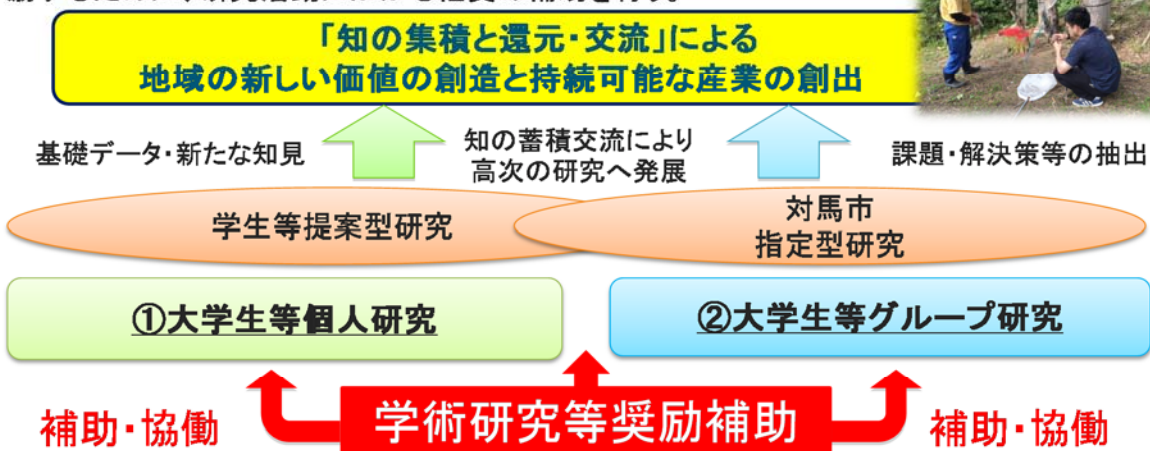 「知の集積と還元・交流」による
地域の新しい価値の創造と持続可能な産業の創出
基礎データ・新たな知見
知の蓄積交流により
高次の研究へ発展
課題・解決策等の抽出
学生等提案型研究
対馬市
指定型研究
①大学生等個人研究
②大学生等グループ研究
補助・協働
学術研究等奨励補助
補助・協働